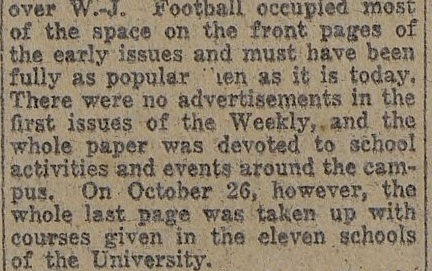 over W.-J. Football occupied most
of the space on the front pages of
the early issues and must have been
fully as popular as it is today.
There were no advertisements in the
first issues of the Weekly, and the
whole paper was devoted to school
activities and events around the cam-
pus. On October 26, however, the
whole last page was taken up with
courses given in the eleven schools
of the University.